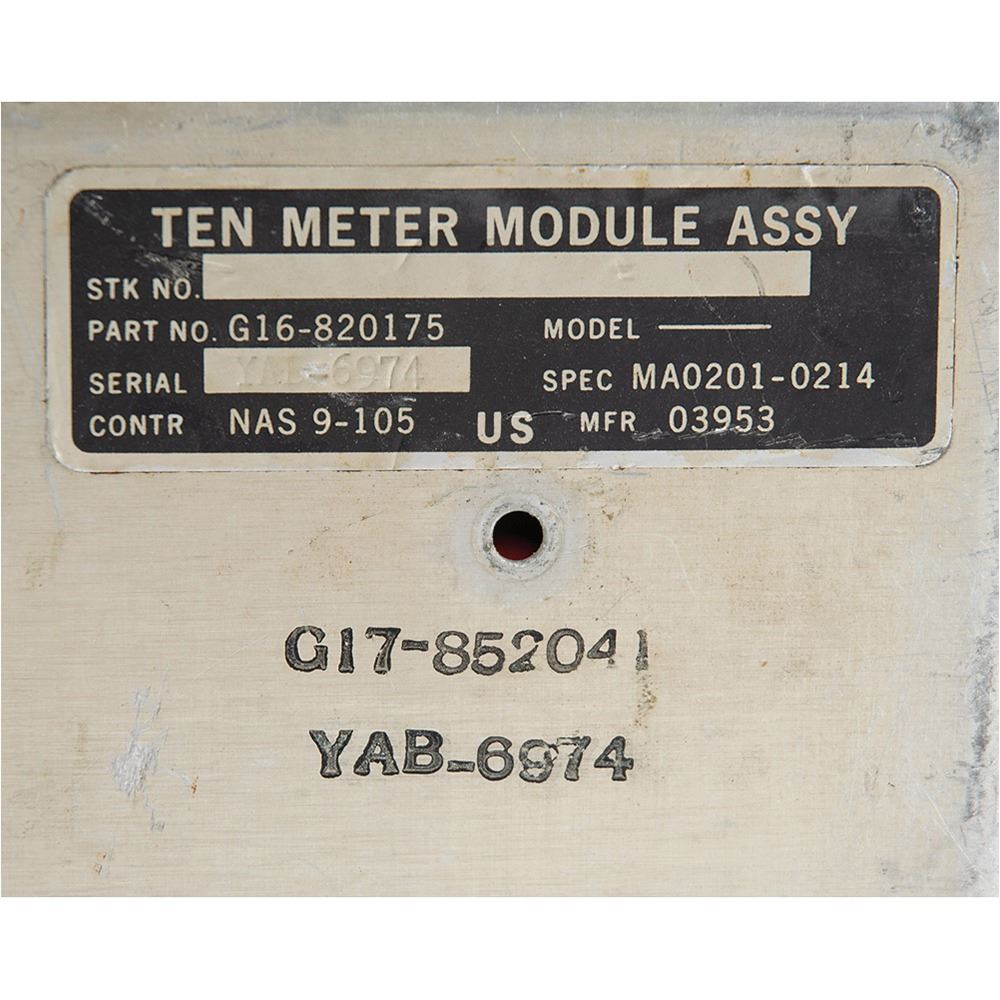 TEN METER MODULE ASSY
STK NO.
PART NO. G16-820175 MODEL
SERIAL YAB-6974 SPEC MA0201-0214
CONTR NAS 9-105 US MFR 03953
G17-852041
YAB-6974